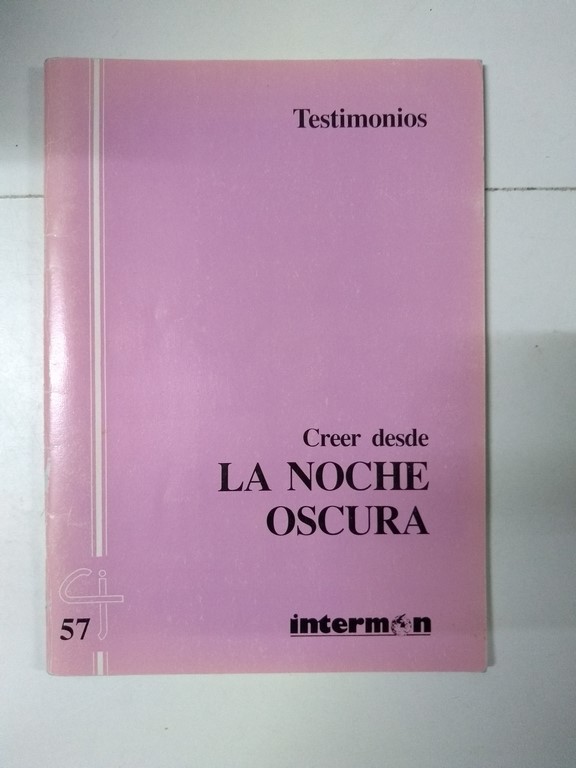 Testimonios
Creer desde
LA NOCHE
OSCURA
cj
57
intermon